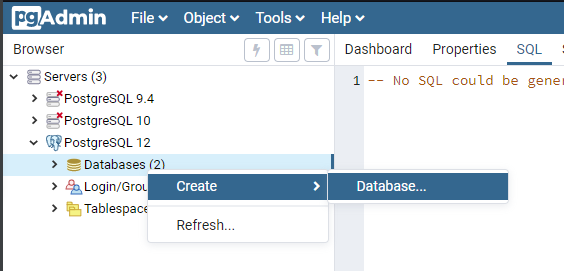 pgAdmin File Object Tools Help
Browser Dashboard Properties SQL
Servers (3) 1 -- No SQL could be gener
PostgreSQL 9.4
PostgreSQL 10
PostgreSQL 12
Databases (2)
Login/Grou Create Database...
Tablespace
Refresh...